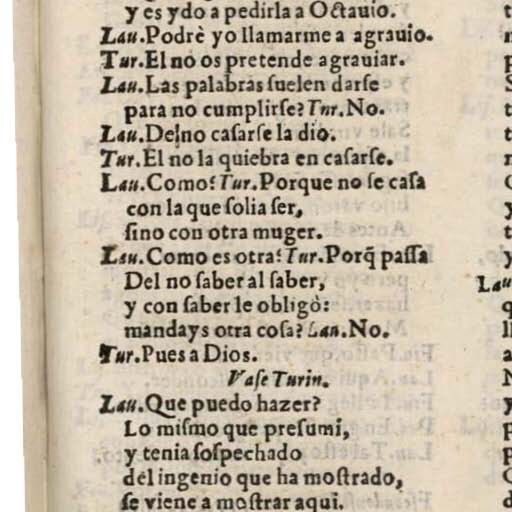 y es ydo a pedirla a Octauio.
Lau.Podrè yo llamarme a agrauio.
Tur.El no os pretende agrauiar.
Lau.Las palabras ſuelen darſe
para no cumplirſe? Tur.No.
Lau.De no caſarſe la dio.
Tur.El no la quiebra en caſarſe.
Lau.Como? Tur.Porque no ſe caſa
con la que ſolia ſer,
ſino con otra muger.
Lau.Como es otra? Tur.Porq̃ paſſa
Del no ſaber al ſaber,
y con ſaber le obligò:
mandays otra coſa? Lau.No.
Tur.Pues a Dios.
Vaſe Turin.
Lau.Que puedo hazer?
Lo miſmo que preſumi,
y tenia ſoſpechado
del ingenio que ha moſtrado,
ſe viene a moſtrar aqui.
Lau